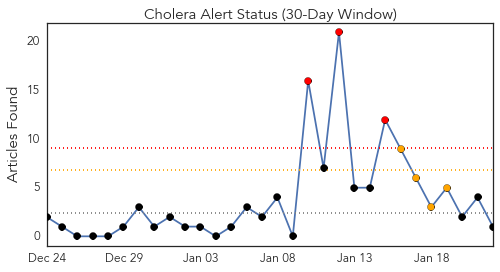 Cholera Alert Status (30-Day Window)
Articles Found
20
15
10
5
0
Dec 24 Dec 29 Jan 03 Jan 08 Jan 13 Jan 18